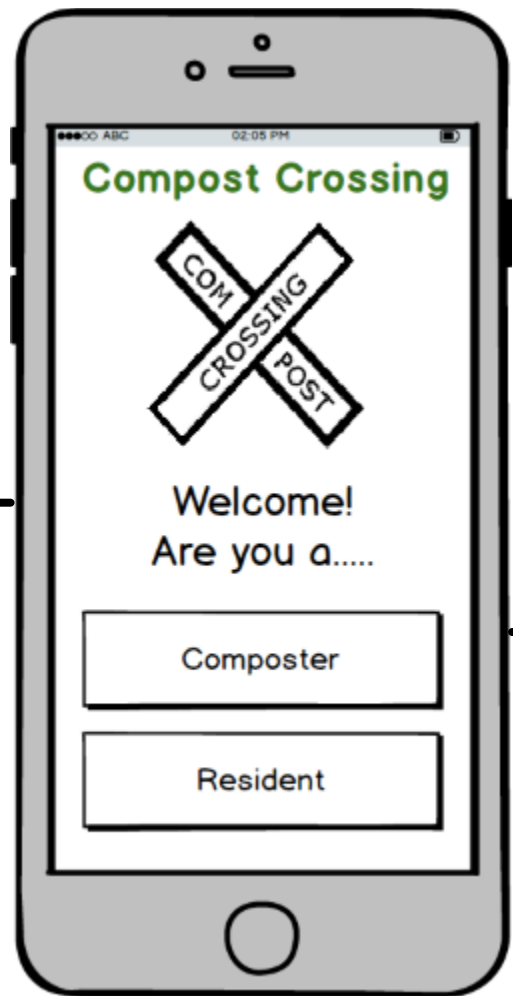 ABC 02:05 PM
Compost Crossing
COM
CROSSING
POST
Welcome!
Are you a.....
Composter
Resident